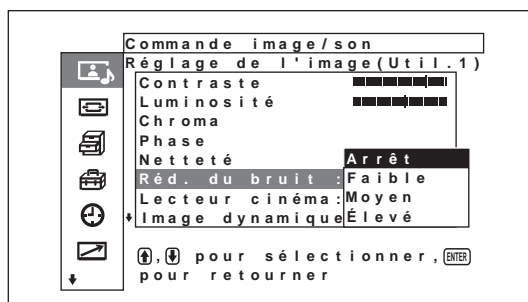 Commande image/son
Réglage de l'image(Util.1)
Contraste
Luminosité
Chroma
Phase
Netteté
Arrêt
Réd. du bruit :Faible
Lecteur cinéma:Moyen
Image dynamique Élevé
, pour sélectionner, ENTER
pour retourner